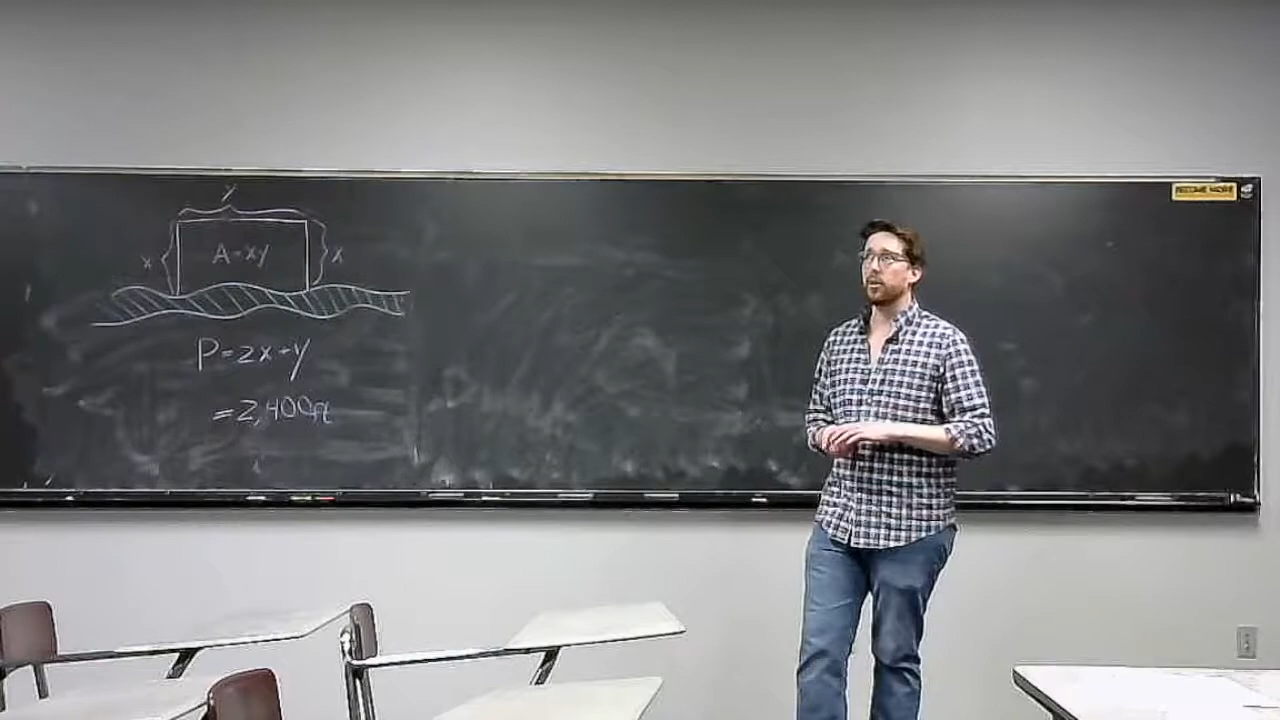 y
x A=xy x
P=2x+y
=2,400ft